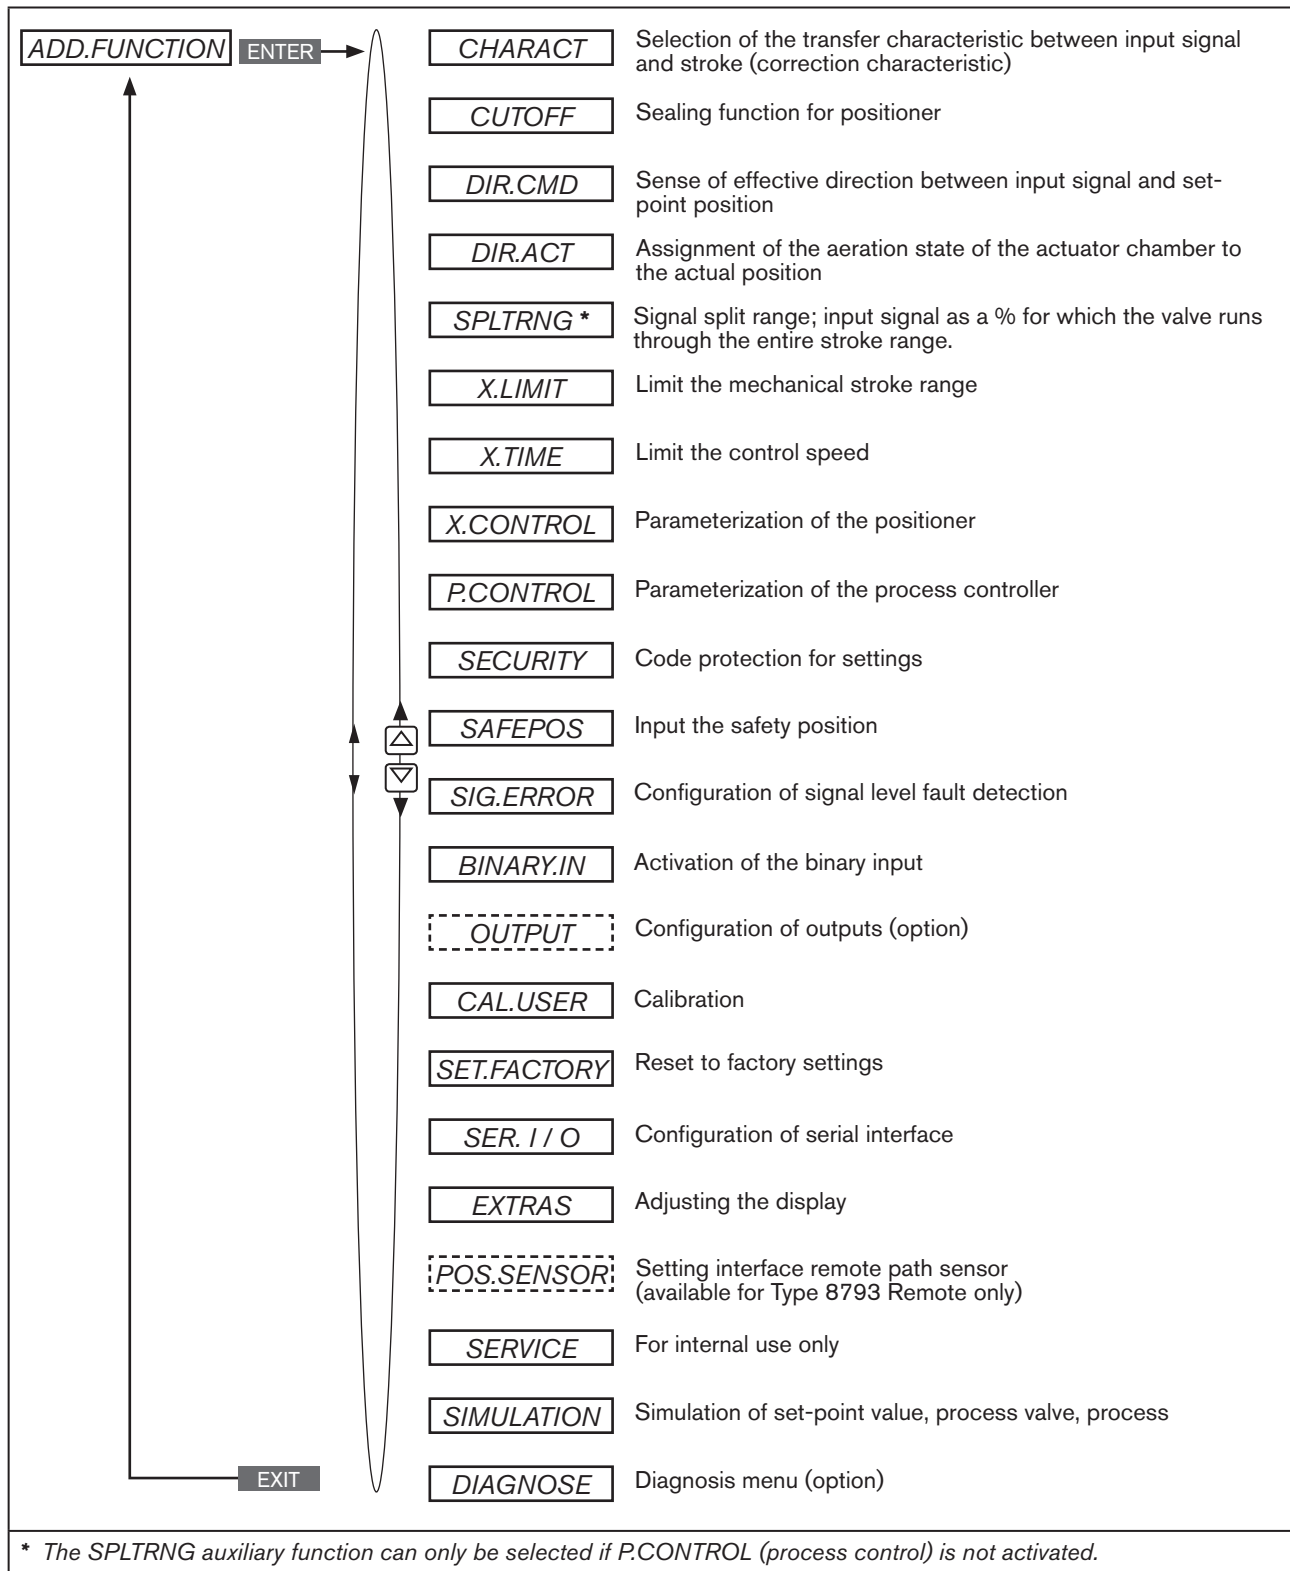 ADD.FUNCTION ENTER
CHARACT Selection of the transfer characteristic between input signal
and stroke (correction characteristic)
CUTOFF Sealing function for positioner
DIR.CMD Sense of effective direction between input signal and set-
point position
DIR.ACT Assignment of the aeration state of the actuator chamber to
the actual position
SPLTRNG * Signal split range; input signal as a % for which the valve runs
through the entire stroke range.
X.LIMIT Limit the mechanical stroke range
X.TIME Limit the control speed
X.CONTROL Parameterization of the positioner
P.CONTROL Parameterization of the process controller
SECURITY Code protection for settings
SAFEPOS Input the safety position
SIG.ERROR Configuration of signal level fault detection
BINARY.IN Activation of the binary input
OUTPUT Configuration of outputs (option)
CAL.USER Calibration
SET.FACTORY Reset to factory settings
SER. I / O Configuration of serial interface
EXTRAS Adjusting the display
POS.SENSOR Setting interface remote path sensor
(available for Type 8793 Remote only)
SERVICE For internal use only
SIMULATION Simulation of set-point value, process valve, process
EXIT
DIAGNOSE Diagnosis menu (option)
* The SPLTRNG auxiliary function can only be selected if P.CONTROL (process control) is not activated.